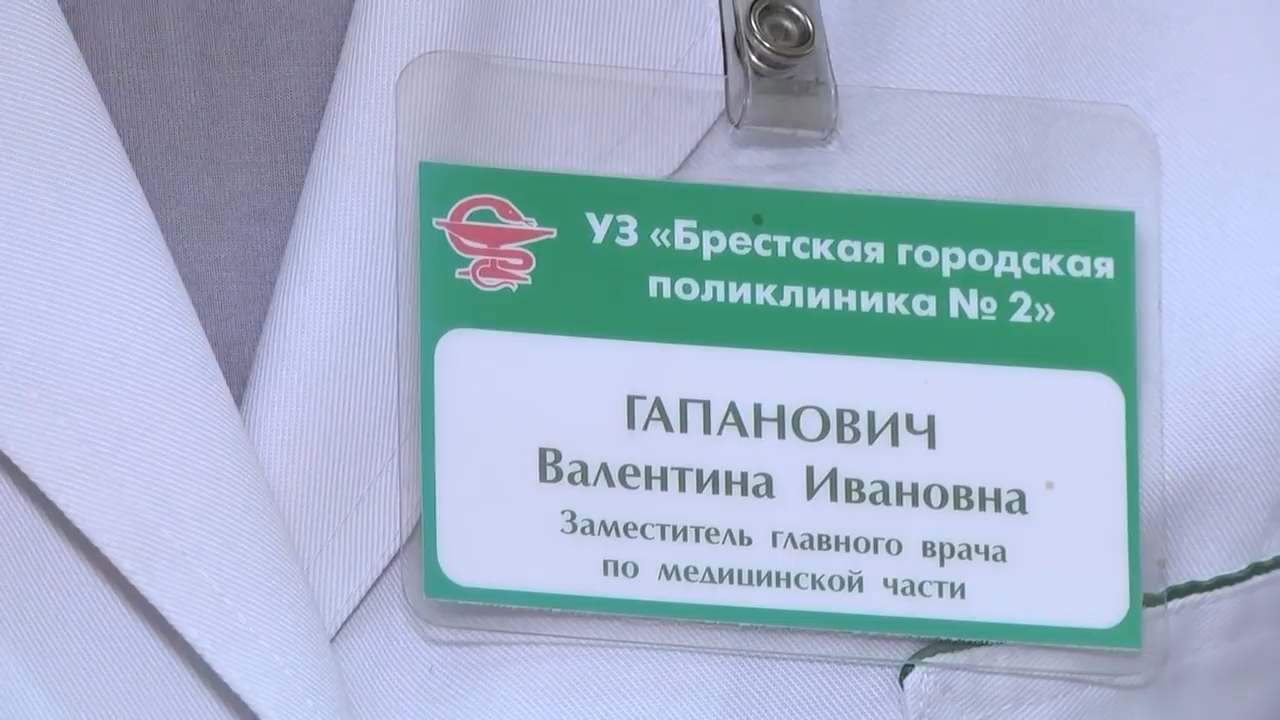 УЗ «Брестская городская
поликлиника № 2»
ГАПАНОВИЧ
Валентина Ивановна
Заместитель главного врача
по медицинской части